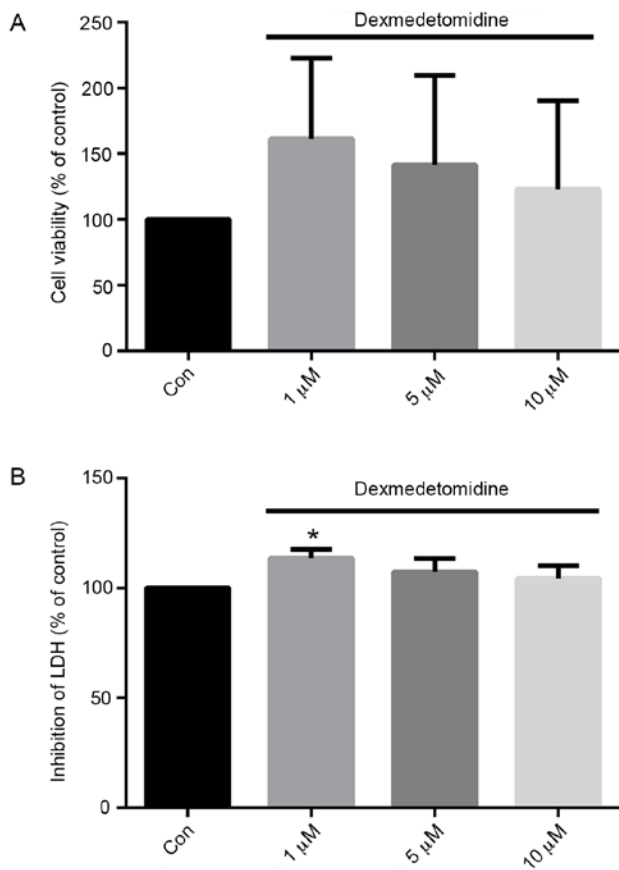 A
Dexmedetomidine
Cell viability (% of control)
250
200
150
100
50
0
Con
1 μM
5 μM
10 μM
B
Dexmedetomidine
Inhibition of LDH (% of control)
150
100
50
0
*
Con
1 μM
5 μM
10 μM